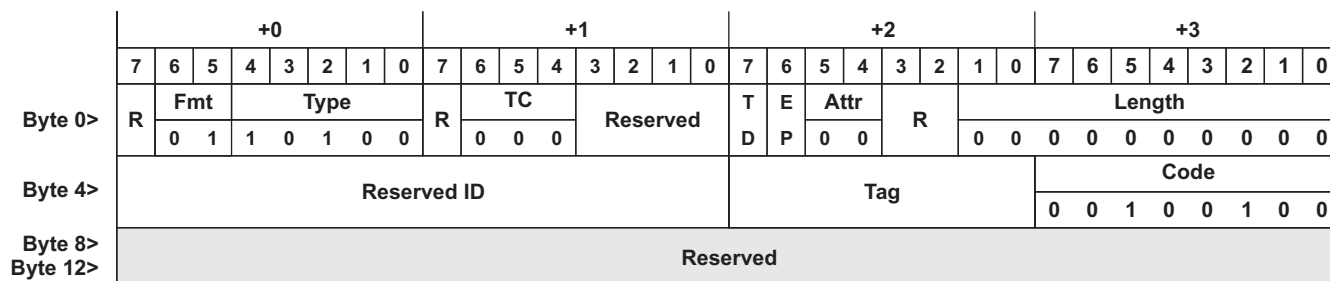 +0 +1 +2 +3
7 6 5 4 3 2 1 0 7 6 5 4 3 2 1 0 7 6 5 4 3 2 1 0 7 6 5 4 3 2 1 0
Byte 0> R Fmt Type R TC Reserved T E Attr R Length
0 1 1 0 1 0 0 0 0 0 D P 0 0 0 0 0 0 0 0 0 0 0 0
Byte 4> Reserved ID Tag Code
0 0 1 0 0 1 0 0
Byte 8> Reserved
Byte 12>